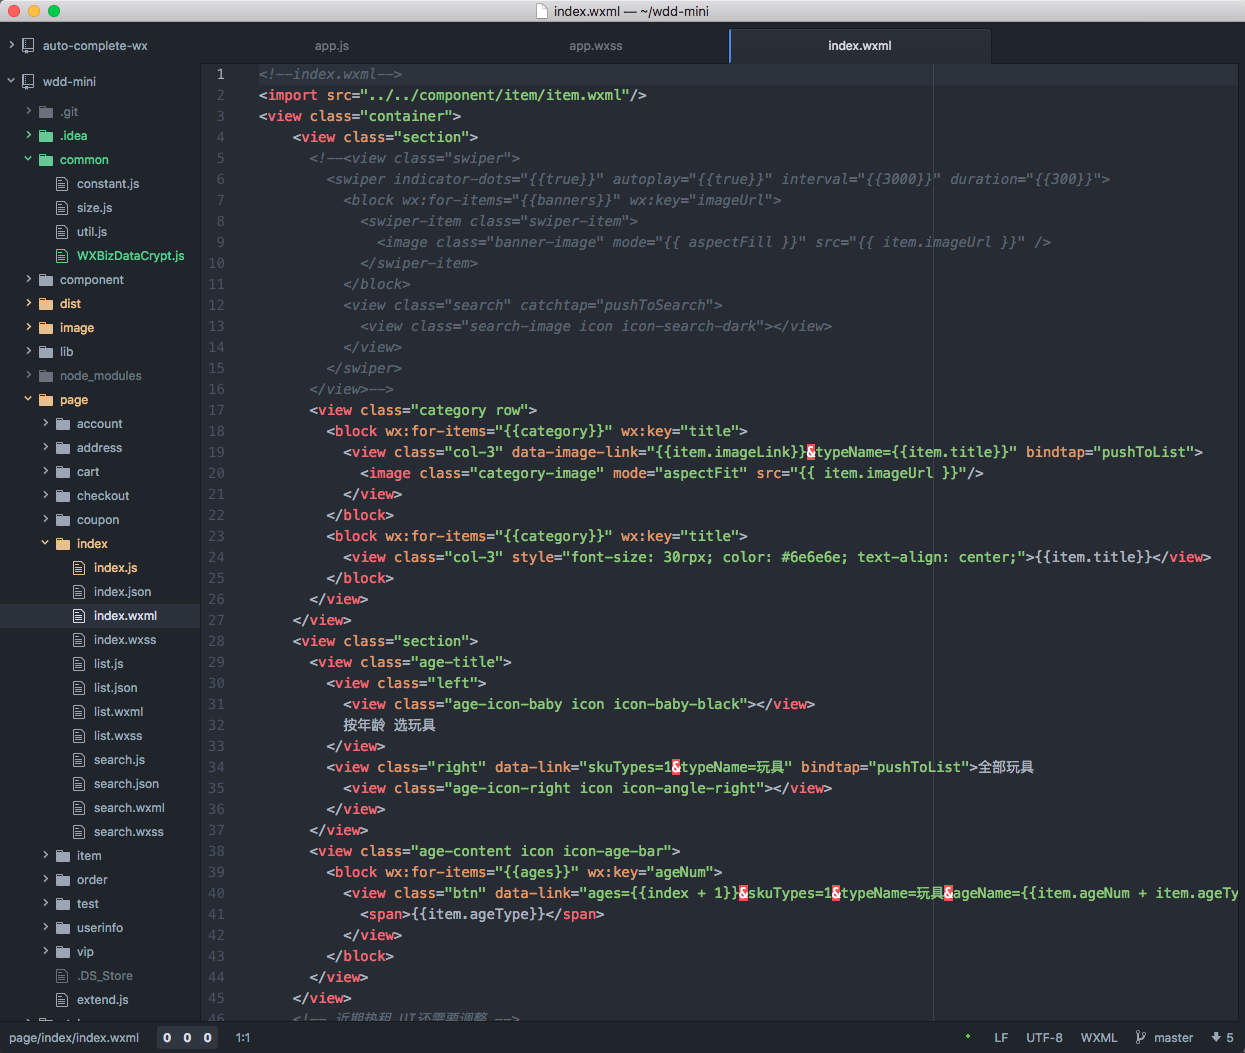 index.wxml — ~/wdd-mini
auto-complete-wx
wdd-mini
.git
.idea
common
constant.js
size.js
util.js
WXBizDataCrypt.js
component
dist
image
lib
node_modules
page
account
address
cart
checkout
coupon
index
index.js
index.json
index.wxml
index.wxss
list.js
list.json
list.wxml
list.wxss
search.js
search.json
search.wxml
search.wxss
item
order
test
userinfo
vip
.DS_Store
extend.js
app.js app.wxss index.wxml
1 <!--index.wxml-->
2 <import src="../../component/item/item.wxml"/>
3 <view class="container">
4 <view class="section">
5 <!--<view class="swiper">
6 <swiper indicator-dots="{{true}}" autoplay="{{true}}" interval="{{3000}}" duration="{{300}}">
7 <block wx:for-items="{{banners}}" wx:key="imageUrl">
8 <swiper-item class="swiper-item">
9 <image class="banner-image" mode="{{ aspectFill }}" src="{{ item.imageUrl }}" />
10 </swiper-item>
11 </block>
12 <view class="search" catchtap="pushToSearch">
13 <view class="search-image icon icon-search-dark"></view>
14 </view>
15 </swiper>
16 </view>-->
17 <view class="category row">
18 <block wx:for-items="{{category}}" wx:key="title">
19 <view class="col-3" data-image-link="{{item.imageLink}}&typeName={{item.title}}" bindtap="pushToList">
20 <image class="category-image" mode="aspectFit" src="{{ item.imageUrl }}"/>
21 </view>
22 </block>
23 <block wx:for-items="{{category}}" wx:key="title">
24 <view class="col-3" style="font-size: 30rpx; color: #6e6e6e; text-align: center;">{{item.title}}</view>
25 </block>
26 </view>
27 </view>
28 <view class="section">
29 <view class="age-title">
30 <view class="left">
31 <view class="age-icon-baby icon icon-baby-black"></view>
32 按年龄 选玩具
33 </view>
34 <view class="right" data-link="skuTypes=1&typeName=玩具" bindtap="pushToList">全部玩具
35 <view class="age-icon-right icon icon-angle-right"></view>
36 </view>
37 </view>
38 <view class="age-content icon icon-age-bar">
39 <block wx:for-items="{{ages}}" wx:key="ageNum">
40 <view class="btn" data-link="ages={{index + 1}}&skuTypes=1&typeName=玩具&ageName={{item.ageNum + item.ageTy
41 <span>{{item.ageType}}</span>
42 </view>
43 </block>
44 </view>
45 </view>
46 <!-- 近期热租 UI还需要调整 -->
page/index/index.wxml 0 0 0 1:1 LF UTF-8 WXML master 5